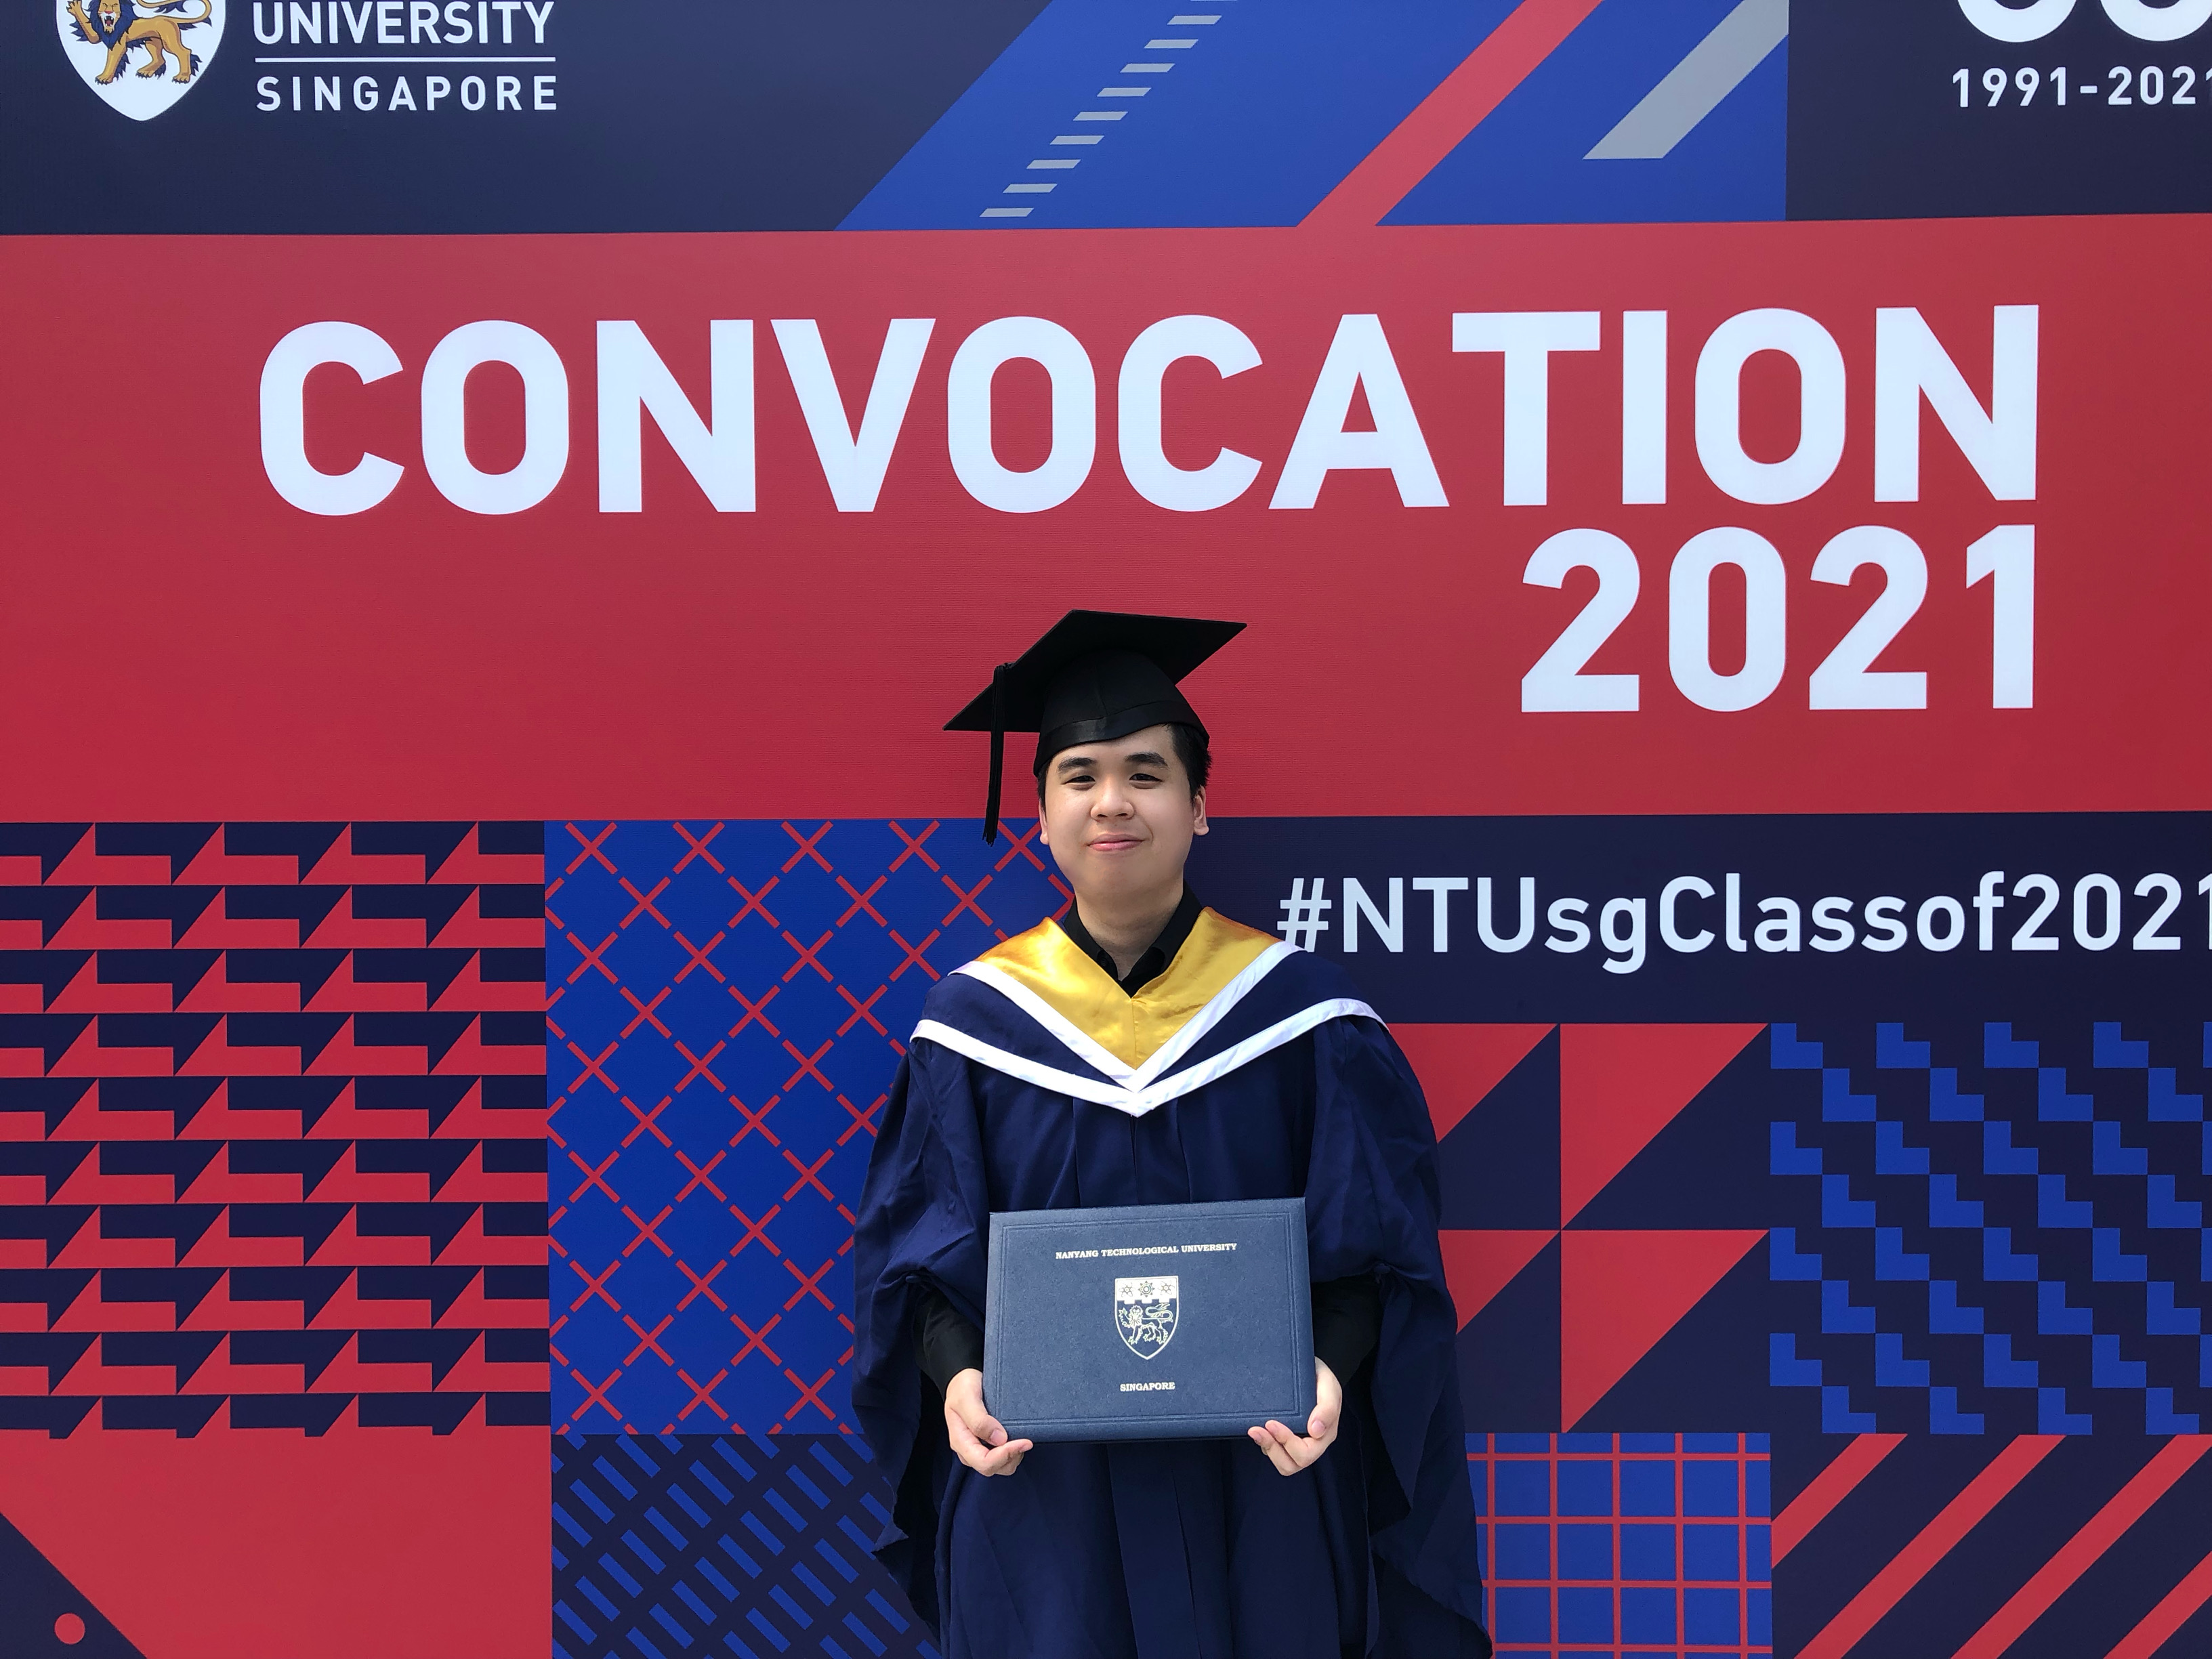 UNIVERSITY
SINGAPORE
1991-2021
CONVOCATION
2021
#NTUsgClassof2021
NANYANG TECHNOLOGICAL UNIVERSITY
SINGAPORE